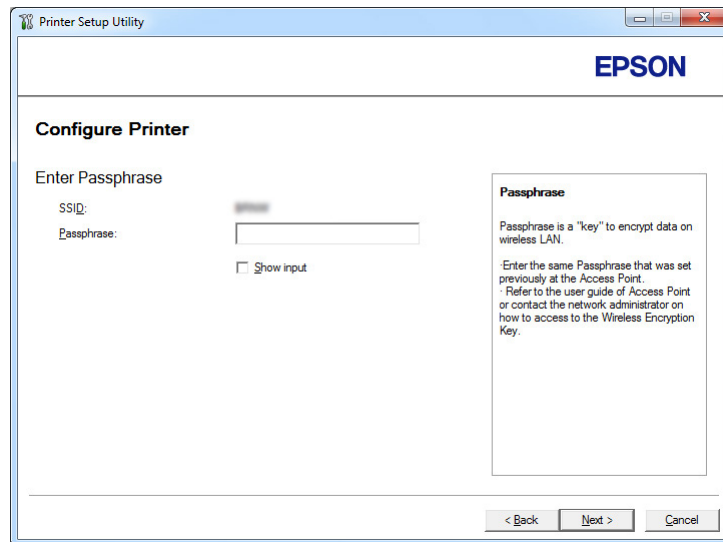 Printer Setup Utility
EPSON
Configure Printer
Enter Passphrase
SSID:
Passphrase:
Show input
Passphrase
Passphrase is a "key" to encrypt data on
wireless LAN.
·Enter the same Passphrase that was set
previously at the Access Point.
· Refer to the user guide of Access Point
or contact the network administrator on
how to access to the Wireless Encryption
Key.
< Back
Next >
Cancel